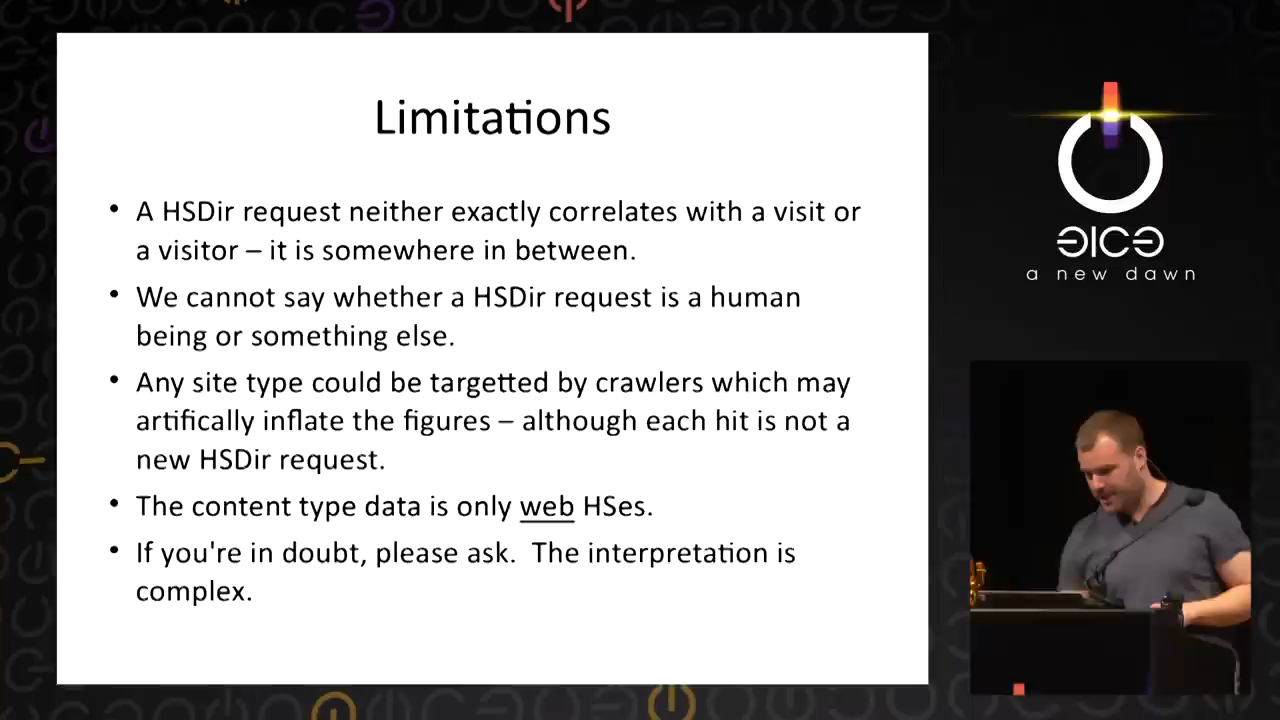 Limitations
• A HSDir request neither exactly correlates with a visit or
a visitor – it is somewhere in between.
• We cannot say whether a HSDir request is a human
being or something else.
• Any site type could be targetted by crawlers which may
artifically inflate the figures – although each hit is not a
new HSDir request.
• The content type data is only web HSes.
• If you're in doubt, please ask.  The interpretation is
complex.
a new dawn